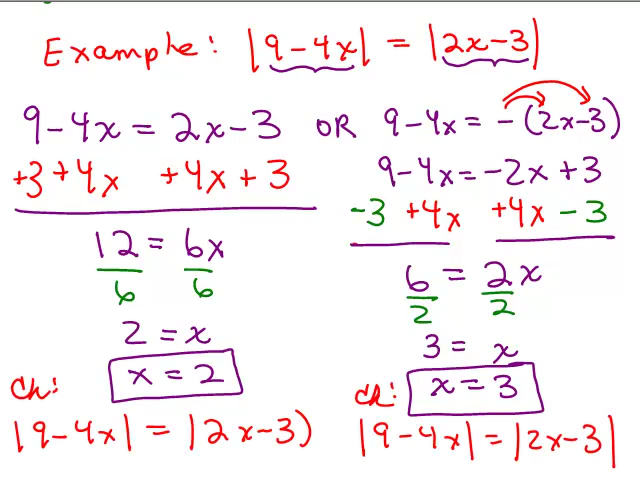 Example: |9-4x| = |2x-3|
9-4x = 2x-3 OR 9-4x = -(2x-3)
+3 +4x +4x +3
12 = 6x
6 6
2 = x
x = 2
Ch:
|9-4x| = |2x-3)
9-4x = -2x+3
-3 +4x +4x -3
6 = 2x
2 2
3 = x
x = 3
ch:
|9-4x| = |2x-3|